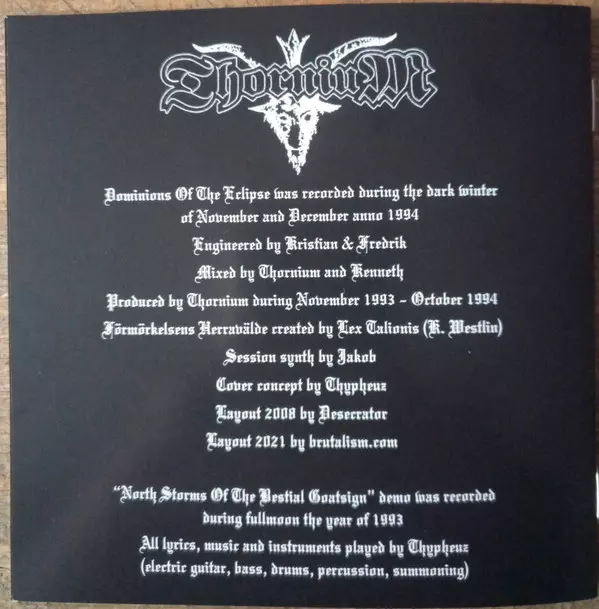 Thornium
Dominions Of The Eclipse was recorded during the dark winter
of November and December anno 1994
Engineered by Kristian & Fredrik
Mixed by Thornium and Kenneth
Produced by Thornium during November 1993 – October 1994
Förmörkelsens Herravälde created by Lex Talionis (K. Westlin)
Session synth by Jakob
Cover concept by Thypheuz
Layout 2008 by Desecrator
Layout 2021 by brutalism.com
“North Storms Of The Bestial Goatsign” demo was recorded
during fullmoon the year of 1993
All lyrics, music and instruments played by Thypheuz
(electric guitar, bass, drums, percussion, summoning)